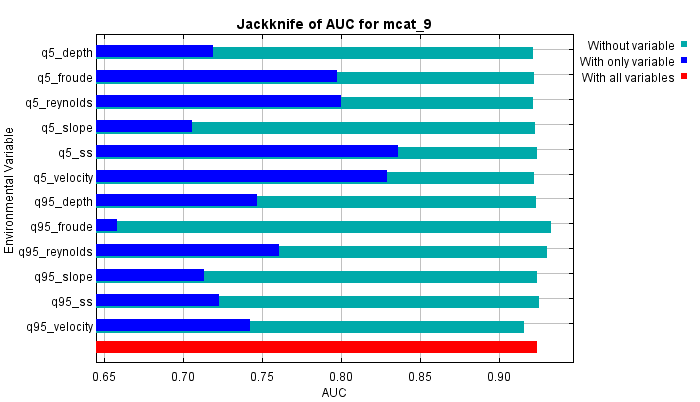 Jackknife of AUC for mcat_9
Without variable
With only variable
With all variables
Environmental Variable
q5_depth
q5_froude
q5_reynolds
q5_slope
q5_ss
q5_velocity
q95_depth
q95_froude
q95_reynolds
q95_slope
q95_ss
q95_velocity
0.65 0.70 0.75 0.80 0.85 0.90
AUC